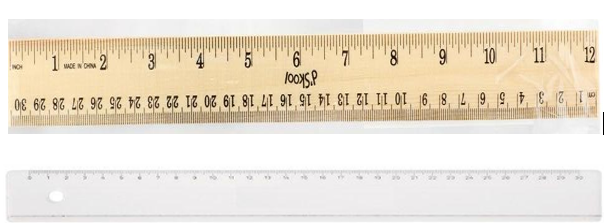 INCH 1 MADE IN CHINA 2 3 4 5 6 7 8 9 10 11 12
d'SKool
30 29 28 27 26 25 24 23 22 21 20 19 18 17 16 15 14 13 12 11 10 9 8 7 6 5 4 3 2 1 cm
0 1 2 3 4 5 6 7 8 9 10 11 12 13 14 15 16 17 18 19 20 21 22 23 24 25 26 27 28 29 30